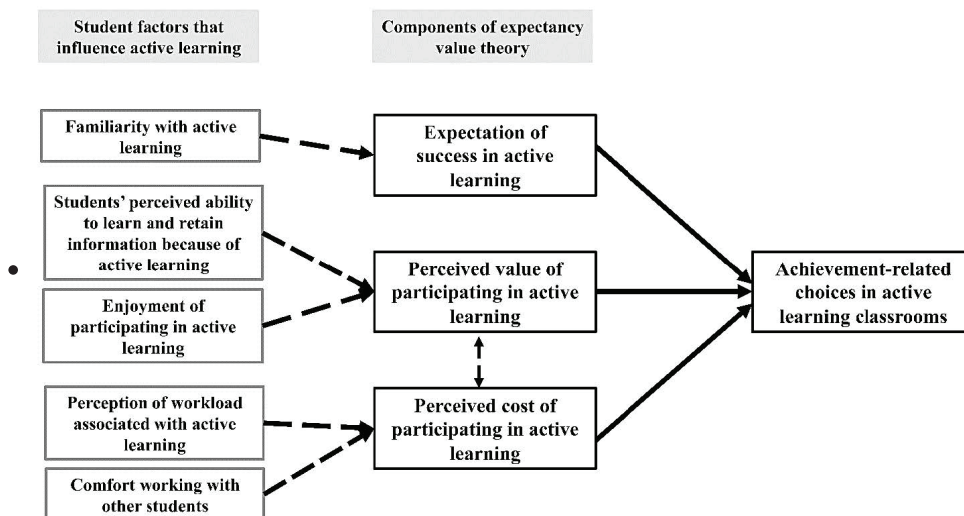 Student factors that
influence active learning
Components of expectancy
value theory
Familiarity with active
learning
Expectation of
success in active
learning
Students' perceived ability
to learn and retain
information because of
active learning
Enjoyment of
participating in active
learning
Perceived value of
participating in active
learning
Achievement-related
choices in active
learning classrooms
Perception of workload
associated with active
learning
Comfort working with
other students
Perceived cost of
participating in active
learning